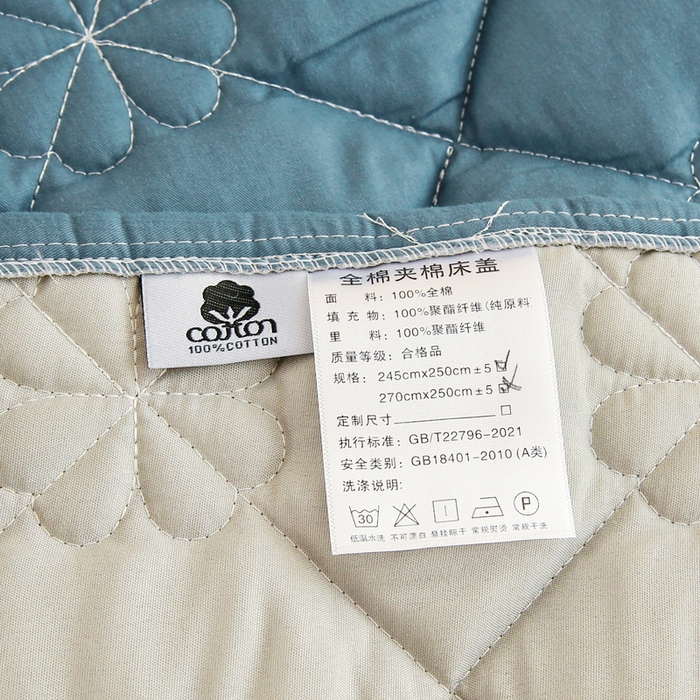 cotton
100%COTTON
全棉夹棉床盖
面 料: 100%全棉
填 充 物: 100%聚酯纤维(纯原料
里 料: 100%聚酯纤维
质量等级: 合格品
规格: 245cmx250cm±5
270cmx250cm±5
定制尺寸
执行标准: GB/T22796-2021
安全类别: GB18401-2010 (A类)
洗涤说明:
30 P
低温水洗 不可漂白 悬挂晾干 常规熨烫 常规干洗